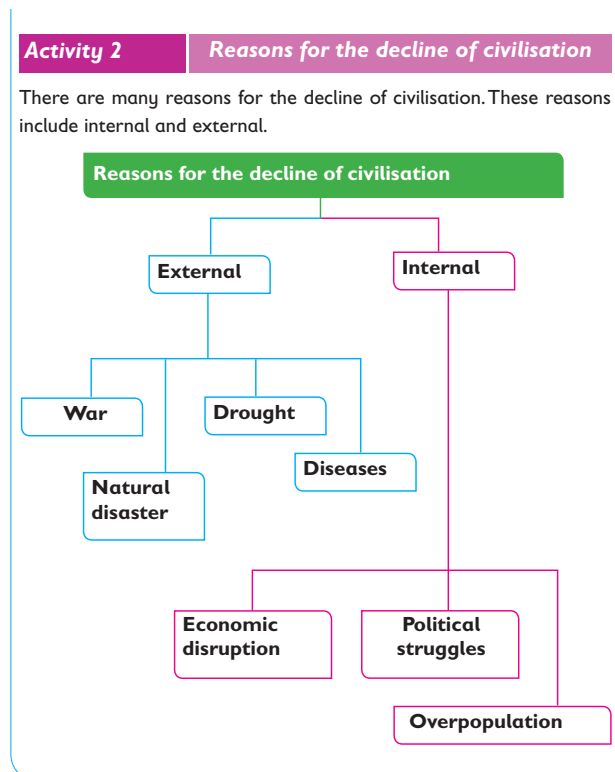 Activity 2
Reasons for the decline of civilisation
There are many reasons for the decline of civilisation. These reasons
include internal and external.
Reasons for the decline of civilisation
External
Internal
War
Drought
Diseases
Natural
disaster
Economic
disruption
Political
struggles
Overpopulation